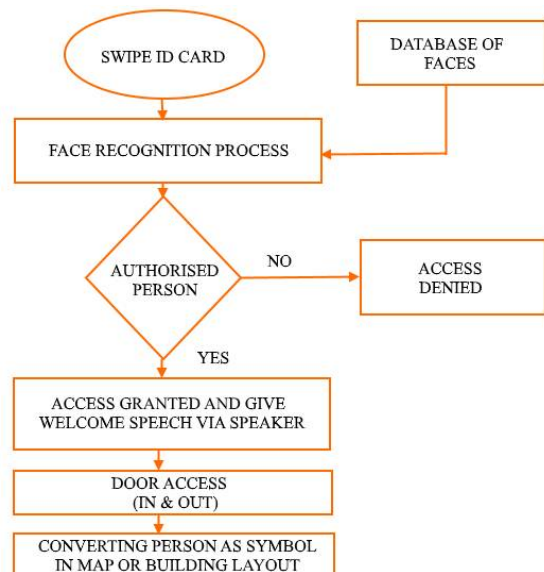 SWIPE ID CARD
DATABASE OF
FACES
FACE RECOGNITION PROCESS
AUTHORISED
PERSON
NO
ACCESS
DENIED
YES
ACCESS GRANTED AND GIVE
WELCOME SPEECH VIA SPEAKER
DOOR ACCESS
(IN & OUT)
CONVERTING PERSON AS SYMBOL
IN MAP OR BUILDING LAYOUT